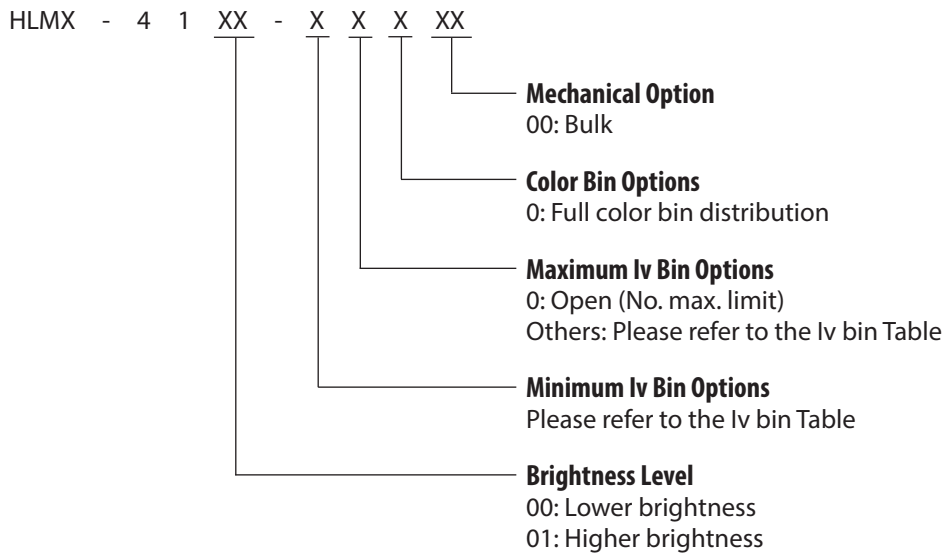 HLMX - 4 1 XX - X X X XX
Mechanical Option
00: Bulk
Color Bin Options
0: Full color bin distribution
Maximum Iv Bin Options
0: Open (No. max. limit)
Others: Please refer to the Iv bin Table
Minimum Iv Bin Options
Please refer to the Iv bin Table
Brightness Level
00: Lower brightness
01: Higher brightness